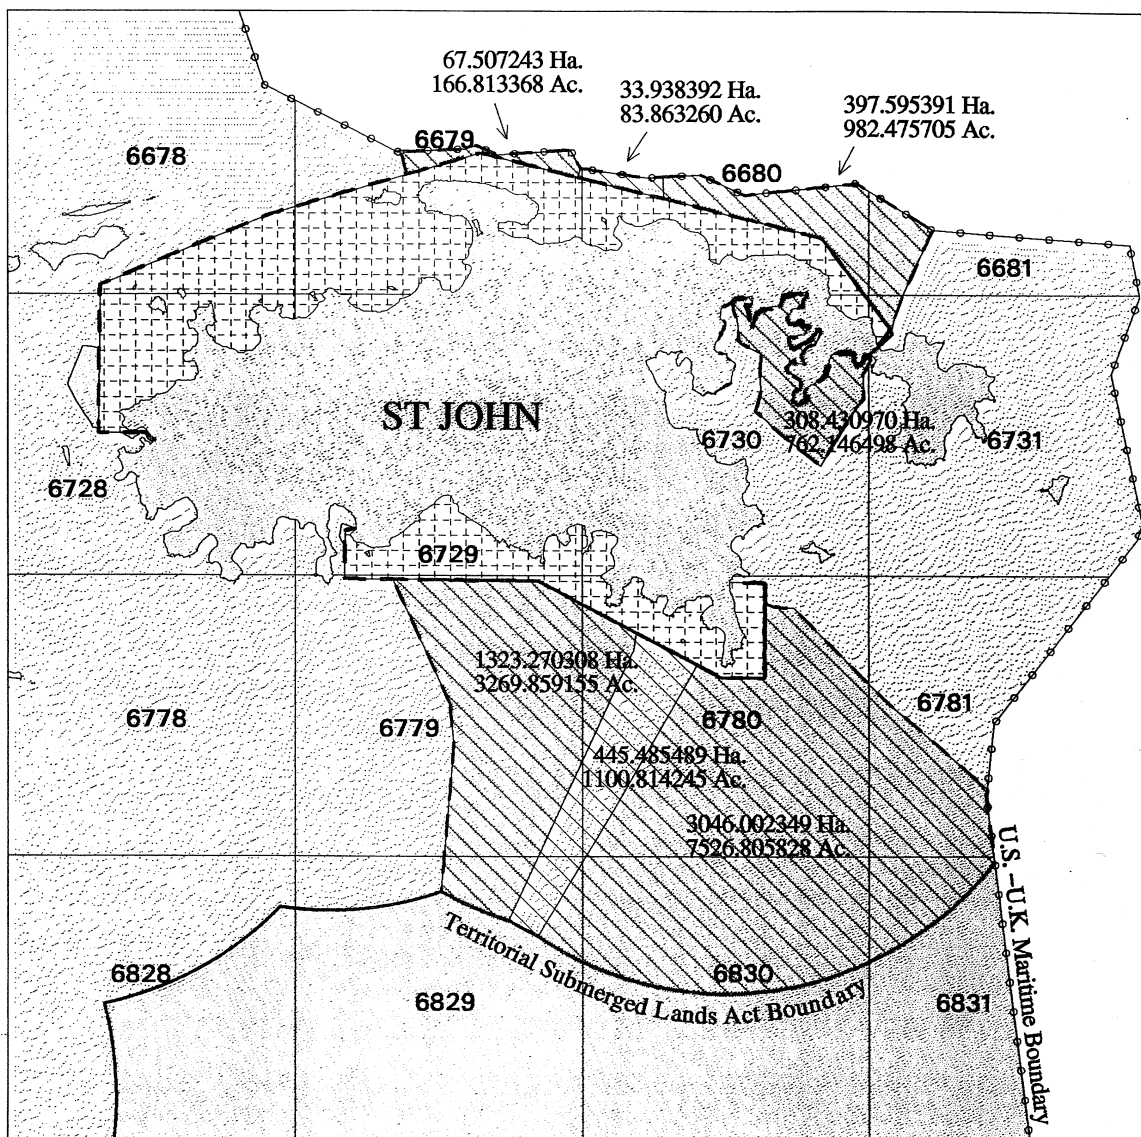 67.507243 Ha.
166.813368 Ac.
33.938392 Ha.
83.863260 Ac.
397.595391 Ha.
982.475705 Ac.
6679
6678
6680
6681
ST JOHN
308.430970 Ha.
762.146498 Ac.
6730
6731
6728
6729
1323.270308 Ha.
3269.859155 Ac.
6778
6779
6780
6781
445.485489 Ha.
1100.814245 Ac.
3046.002349 Ha.
7526.805828 Ac.
U.S. –U.K. Maritime Boundary
Territorial Submerged Lands Act Boundary
6828
6829
6830
6831